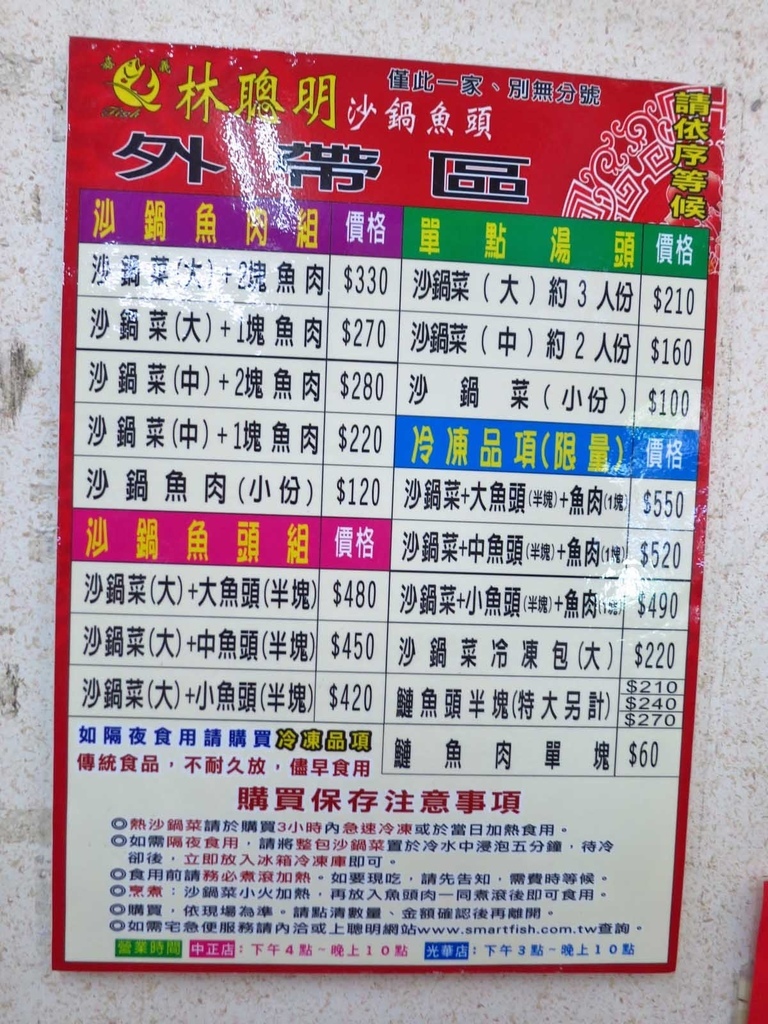 嘉義
Fish
林聰明沙鍋魚頭
僅此一家、別無分號
請依序等候
外帶區
沙鍋魚肉組 價格
沙鍋菜(大)+2塊魚肉 $330
沙鍋菜(大)+1塊魚肉 $270
沙鍋菜(中)+2塊魚肉 $280
沙鍋菜(中)+1塊魚肉 $220
沙鍋魚肉(小份) $120
沙鍋魚頭組 價格
沙鍋菜(大)+大魚頭(半塊) $480
沙鍋菜(大)+中魚頭(半塊) $450
沙鍋菜(大)+小魚頭(半塊) $420
如隔夜食用請購買冷凍品項
傳統食品，不耐久放，儘早食用
單點湯頭 價格
沙鍋菜(大)約3人份 $210
沙鍋菜(中)約2人份 $160
沙鍋菜(小份) $100
冷凍品項(限量) 價格
沙鍋菜+大魚頭(半塊)+魚肉(1塊) $550
沙鍋菜+中魚頭(半塊)+魚肉(1塊) $520
沙鍋菜+小魚頭(半塊)+魚肉(1塊) $490
沙鍋菜冷凍包(大) $220
鰱魚頭半塊(特大另計) $210 $240 $270
鰱魚肉單塊 $60
購買保存注意事項
◎熱沙鍋菜請於購買3小時內急速冷凍或於當日加熱食用。
◎如需隔夜食用，請將整包沙鍋菜置於冷水中浸泡五分鐘，待冷
卻後，立即放入冰箱冷凍庫即可。
◎食用前請務必煮滾加熱。如要現吃，請先告知，需費時等候。
◎烹煮：沙鍋菜小火加熱，再放入魚頭肉一同煮滾後即可食用。
◎購買，依現場為準。請點清數量、金額確認後再離開。
◎如需宅急便服務請內洽或上聰明網站www.smartfish.com.tw查詢。
營業時間 中正店：下午4點~晚上10點 光華店：下午3點~晚上10點